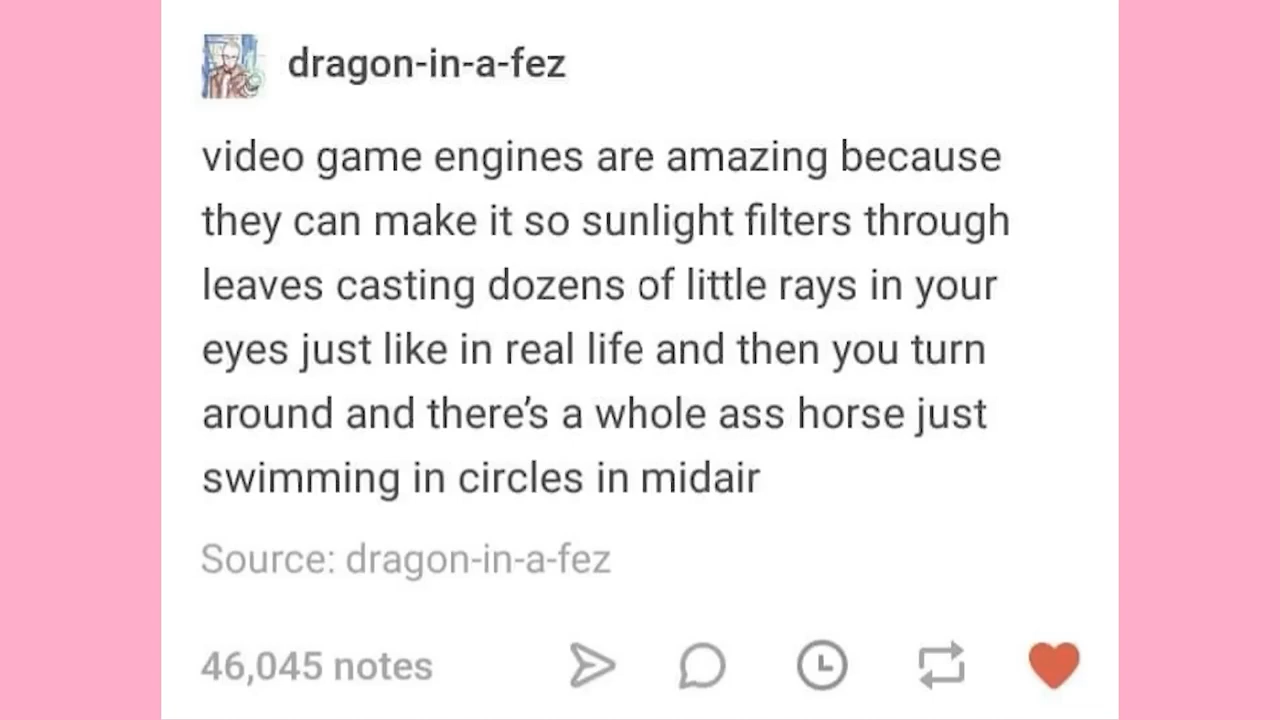 dragon-in-a-fez
video game engines are amazing because
they can make it so sunlight filters through
leaves casting dozens of little rays in your
eyes just like in real life and then you turn
around and there's a whole ass horse just
swimming in circles in midair
Source: dragon-in-a-fez
46,045 notes